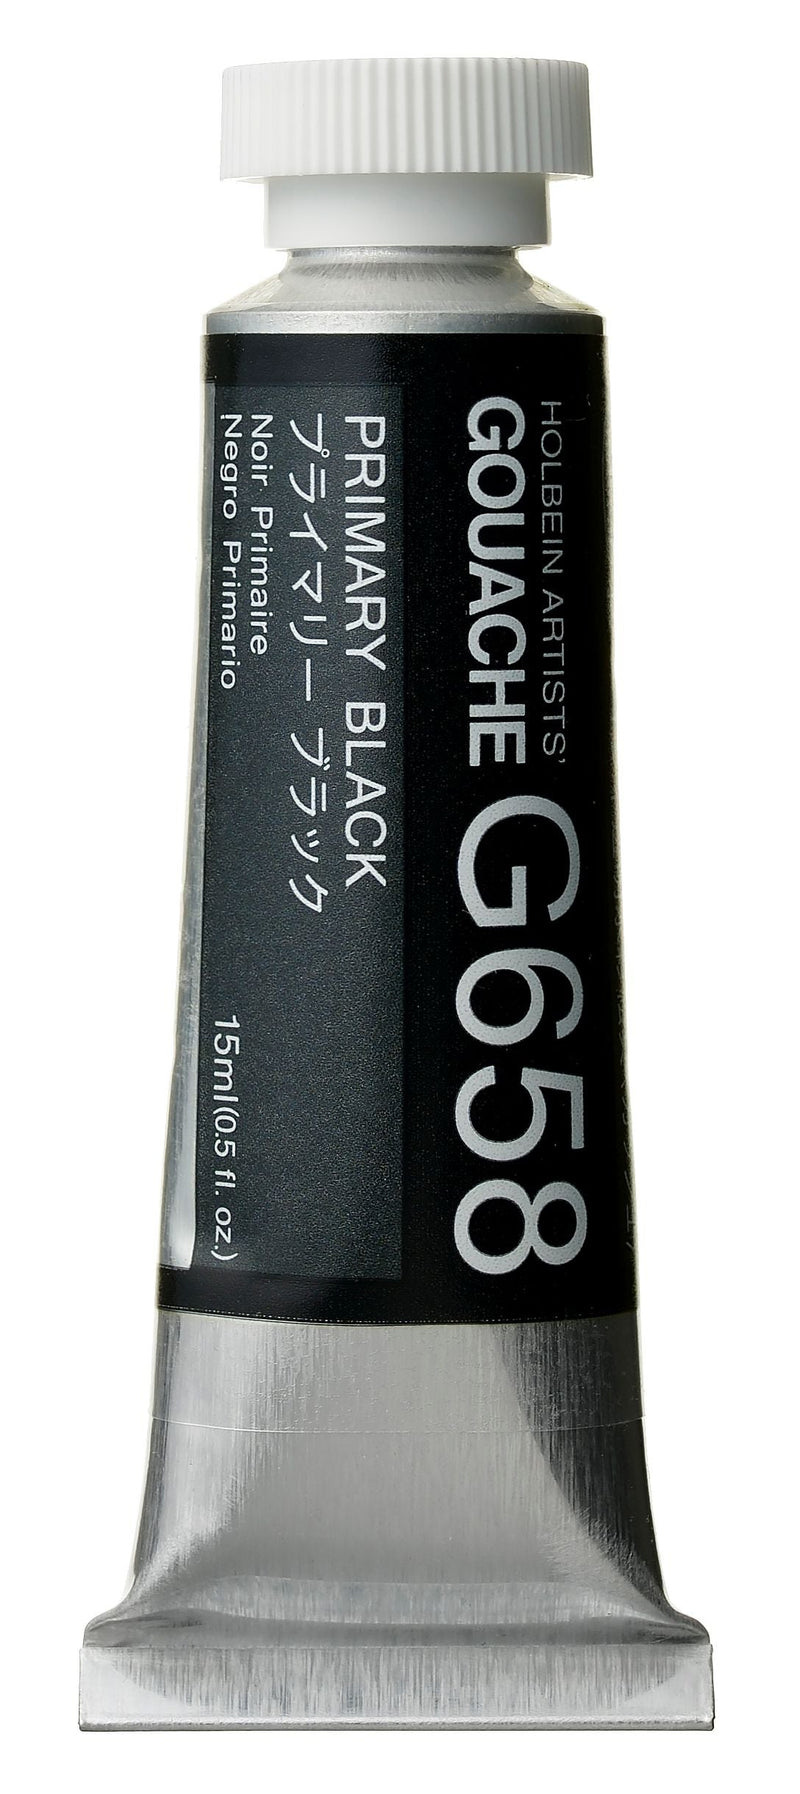 HOLBEIN ARTISTS'
GOUACHE G658
PRIMARY BLACK
プライマリー ブラック
Noir Primaire
Negro Primario
15ml(0.5 fl. oz.)